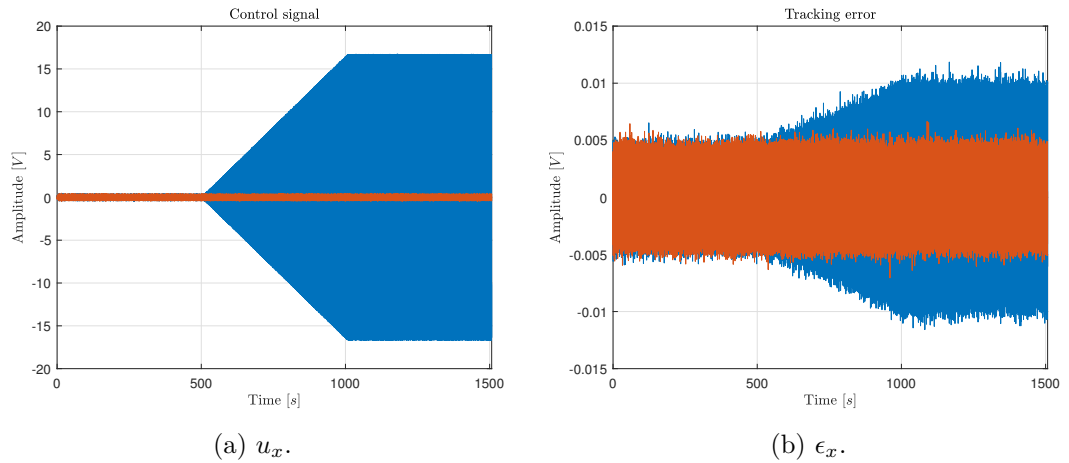 Control signal
20
15
10
5
0
-5
-10
-15
-20
Amplitude [V]
0 500 1000 1500
Time [s]
(a) u_x.
Tracking error
0.015
0.01
0.005
0
-0.005
-0.01
-0.015
Amplitude [V]
0 500 1000 1500
Time [s]
(b) ϵ_x.